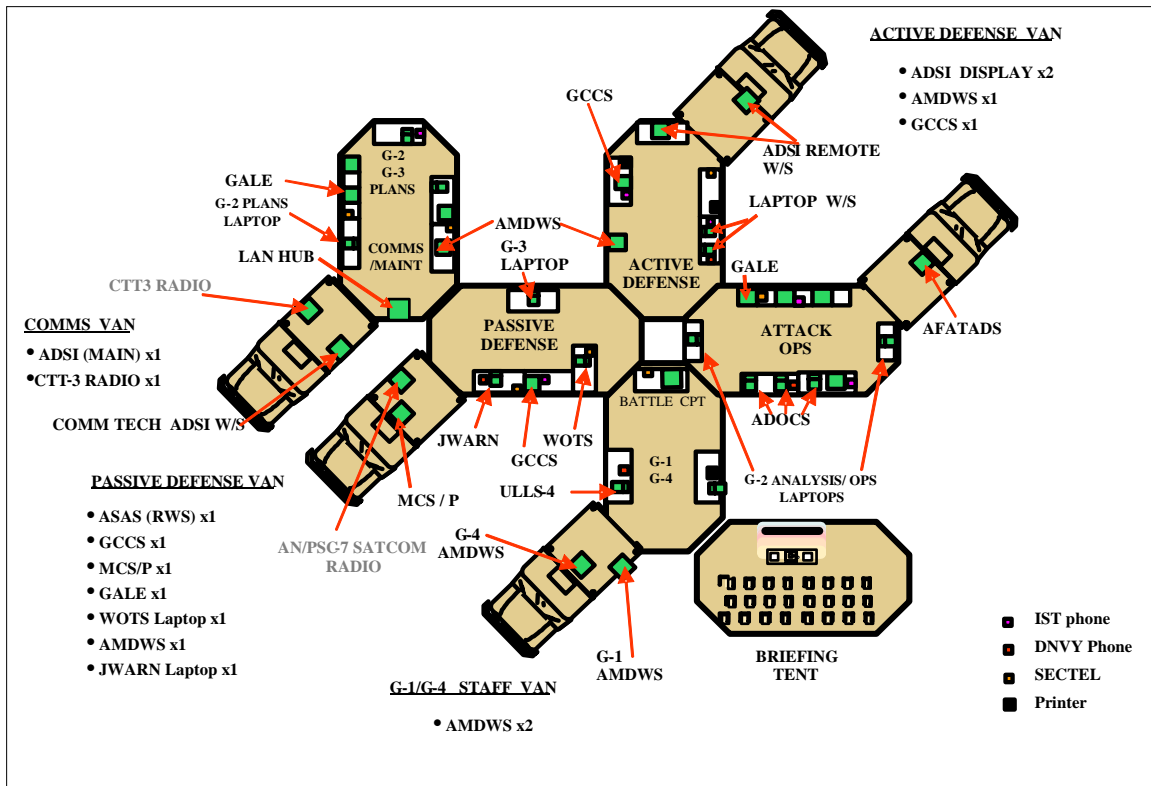 ACTIVE DEFENSE VAN
• ADSI DISPLAY x2
• AMDWS x1
• GCCS x1
GCCS
ADSI REMOTE
W/S
LAPTOP W/S
G-2
G-3
PLANS
GALE
G-2 PLANS
LAPTOP
COMMS
/MAINT
AMDWS
G-3
LAPTOP
LAN HUB
ACTIVE
DEFENSE
GALE
CTT3 RADIO
AFATADS
COMMS VAN
• ADSI (MAIN) x1
• CTT-3 RADIO x1
PASSIVE
DEFENSE
ATTACK
OPS
COMM TECH ADSI W/S
BATTLE CPT
JWARN
GCCS
WOTS
ADOCS
G-1
G-4
G-2 ANALYSIS/ OPS
LAPTOPS
ULLS-4
MCS / P
PASSIVE DEFENSE VAN
• ASAS (RWS) x1
• GCCS x1
• MCS/P x1
• GALE x1
• WOTS Laptop x1
• AMDWS x1
• JWARN Laptop x1
AN/PSG-7 SATCOM
RADIO
G-4
AMDWS
G-1
AMDWS
G-1/G-4 STAFF VAN
• AMDWS x2
BRIEFING
TENT
IST phone
DNVY Phone
SECTEL
Printer